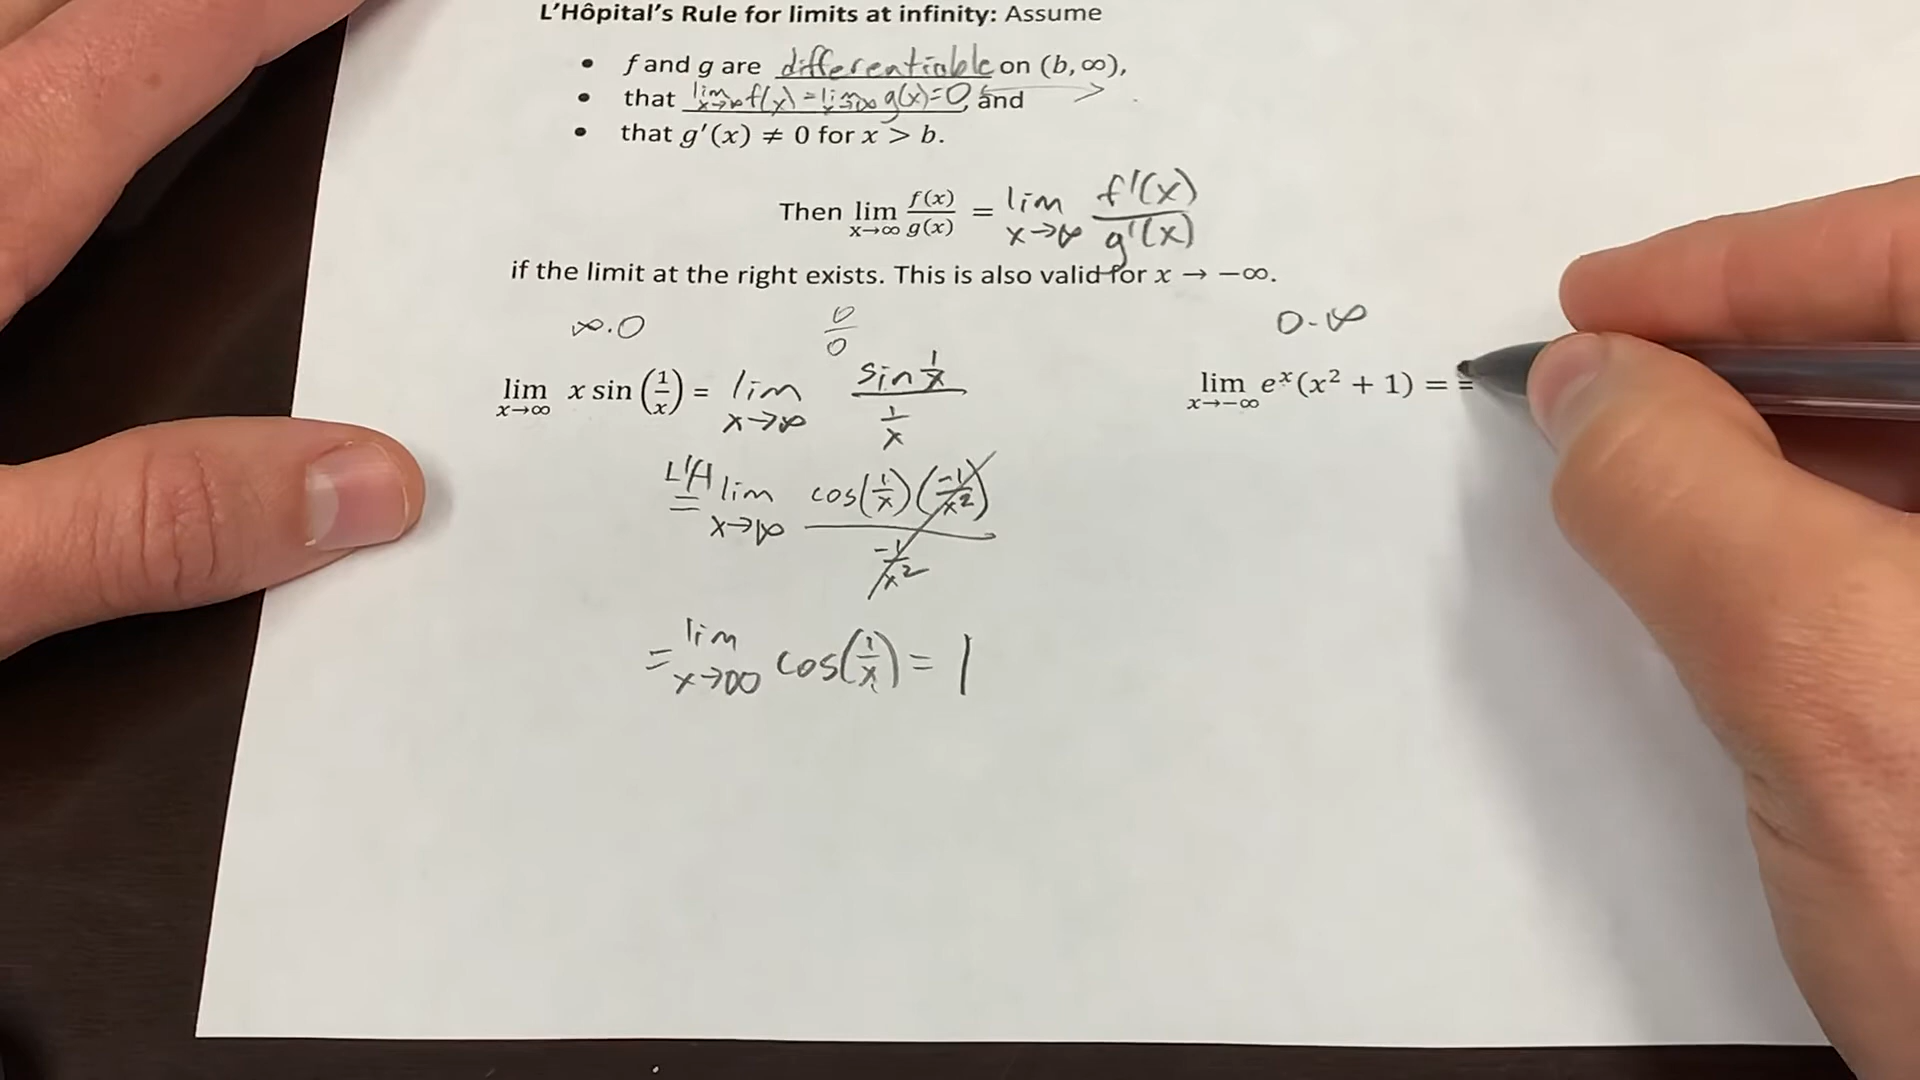 L'Hôpital's Rule for limits at infinity: Assume
• f and g are differentiable on (b, ∞),
• that lim x→∞ f(x) = lim x→∞ g(x) = 0, and
• that g′(x) ≠ 0 for x > b.
Then lim x→∞ f(x)/g(x) = lim x→∞ f'(x)/g'(x)
if the limit at the right exists. This is also valid for x → −∞.
∞·0 0/0
lim x→∞ x sin (1/x) = lim x→∞ sin 1/x / 1/x
L'H = lim x→∞ cos(1/x)(-1/x²) / -1/x²
= lim x→∞ cos(1/x) = 1
0·∞
lim x→−∞ eˣ(x² + 1) = =